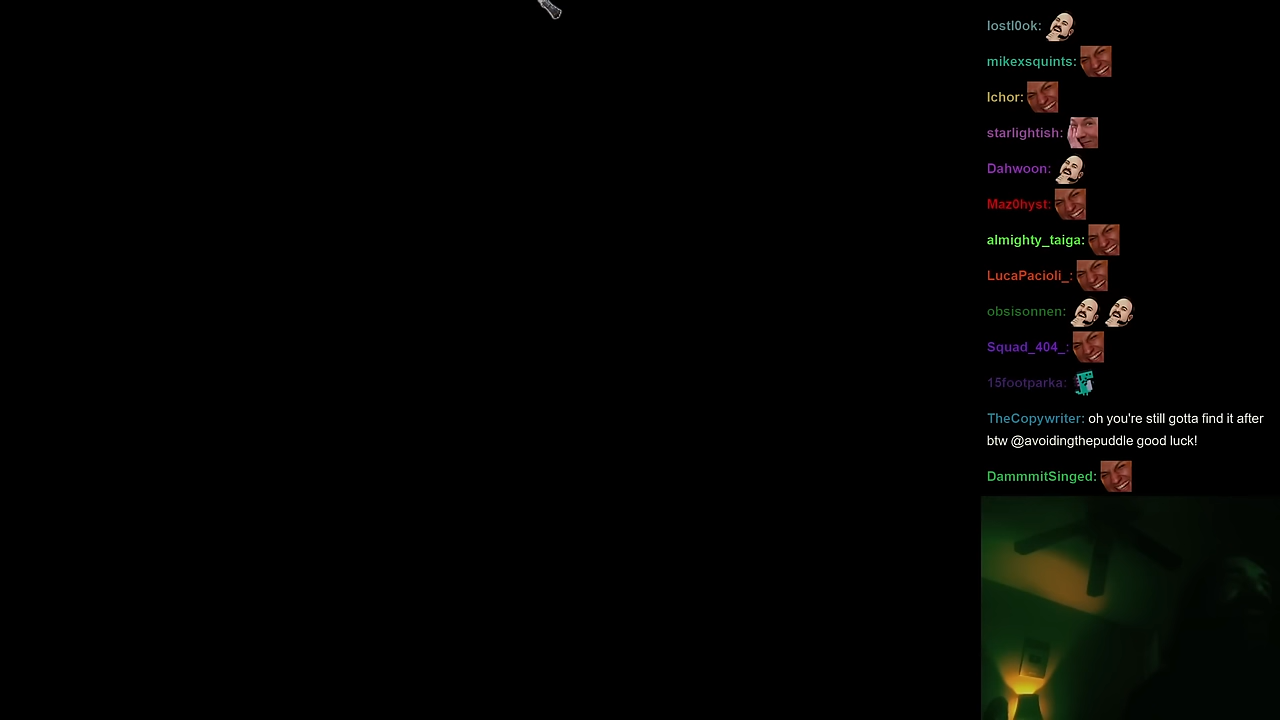 lostl0ok:
mikexsquints:
Ichor:
starlightish:
Dahwoon:
Maz0hyst:
almighty_taiga:
LucaPacioli_:
obsisonnen:
Squad_404_:
15footparka:
TheCopywriter: oh you're still gotta find it after
btw @avoidingthepuddle good luck!
DammmitSinged: